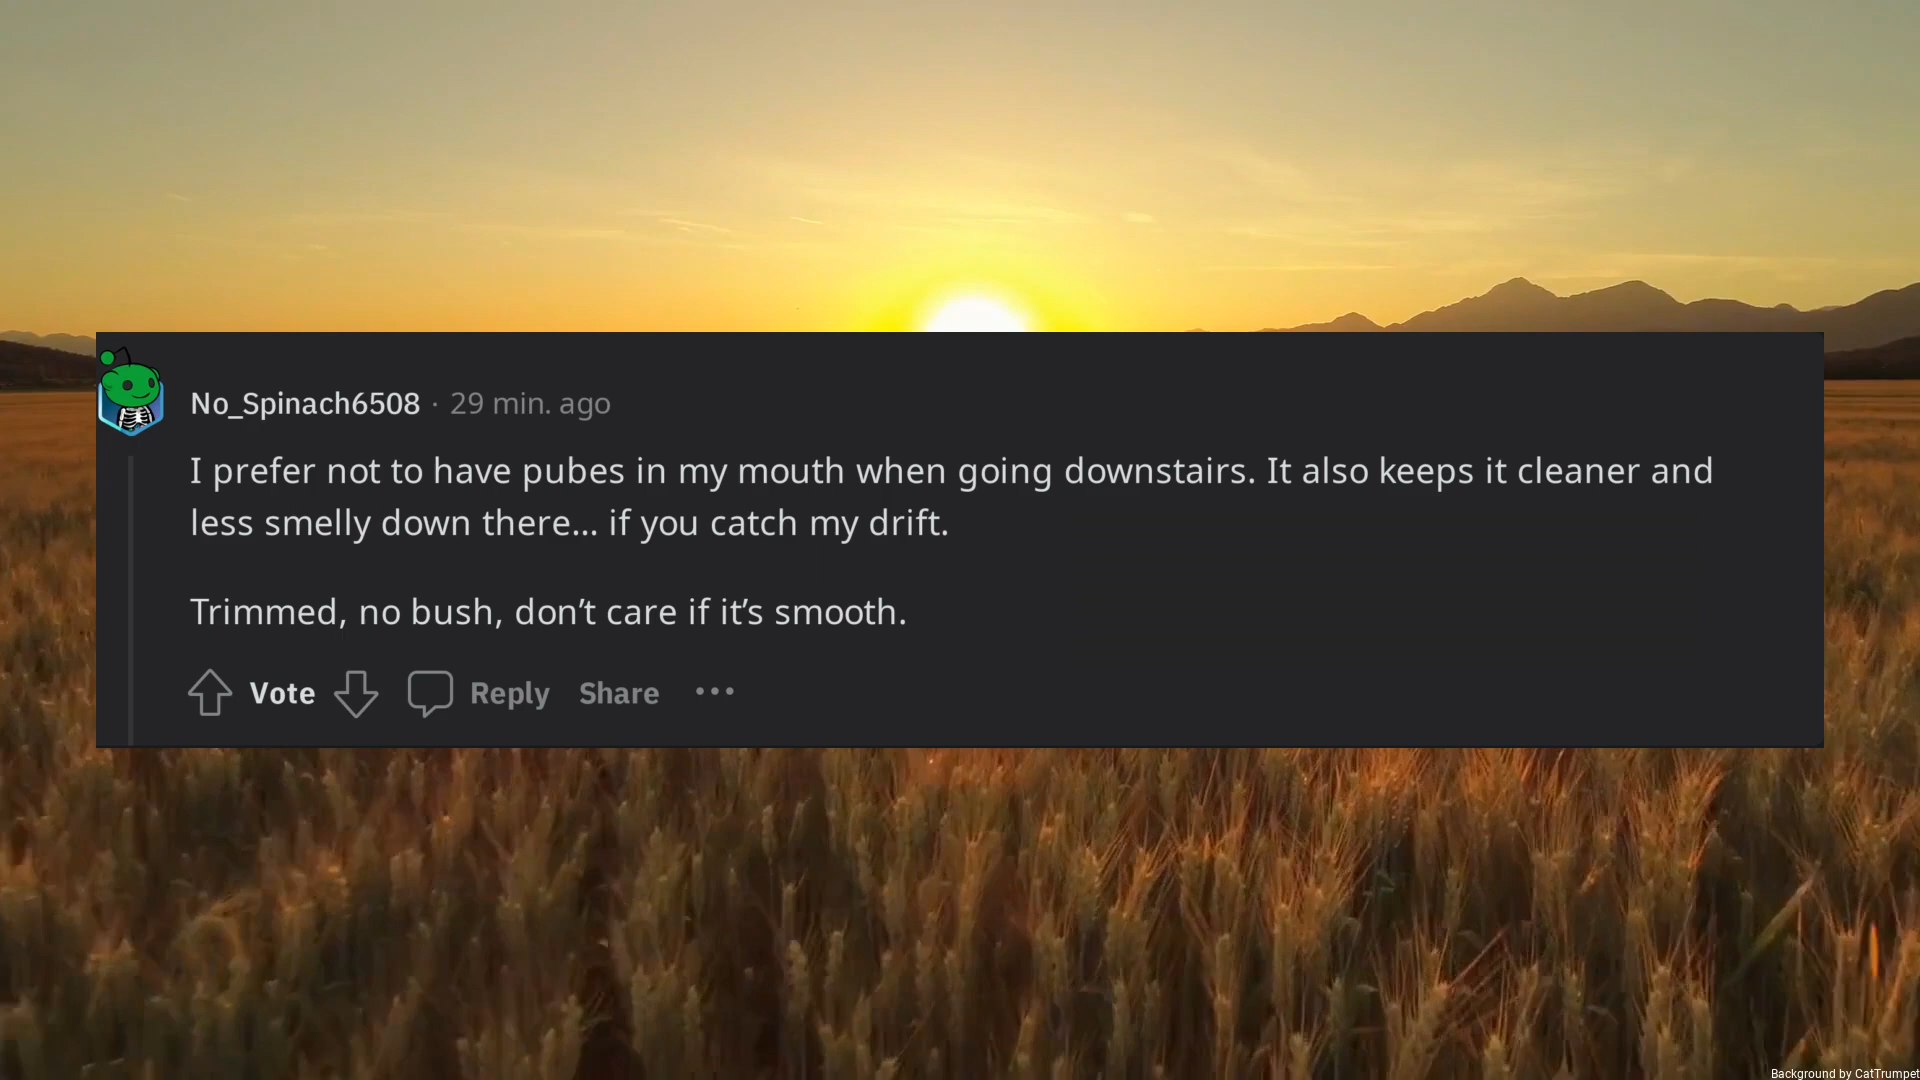 No_Spinach6508 · 29 min. ago
I prefer not to have pubes in my mouth when going downstairs. It also keeps it cleaner and
less smelly down there... if you catch my drift.
Trimmed, no bush, don’t care if it’s smooth.
Vote Reply Share ···
Background by CatTrumpet